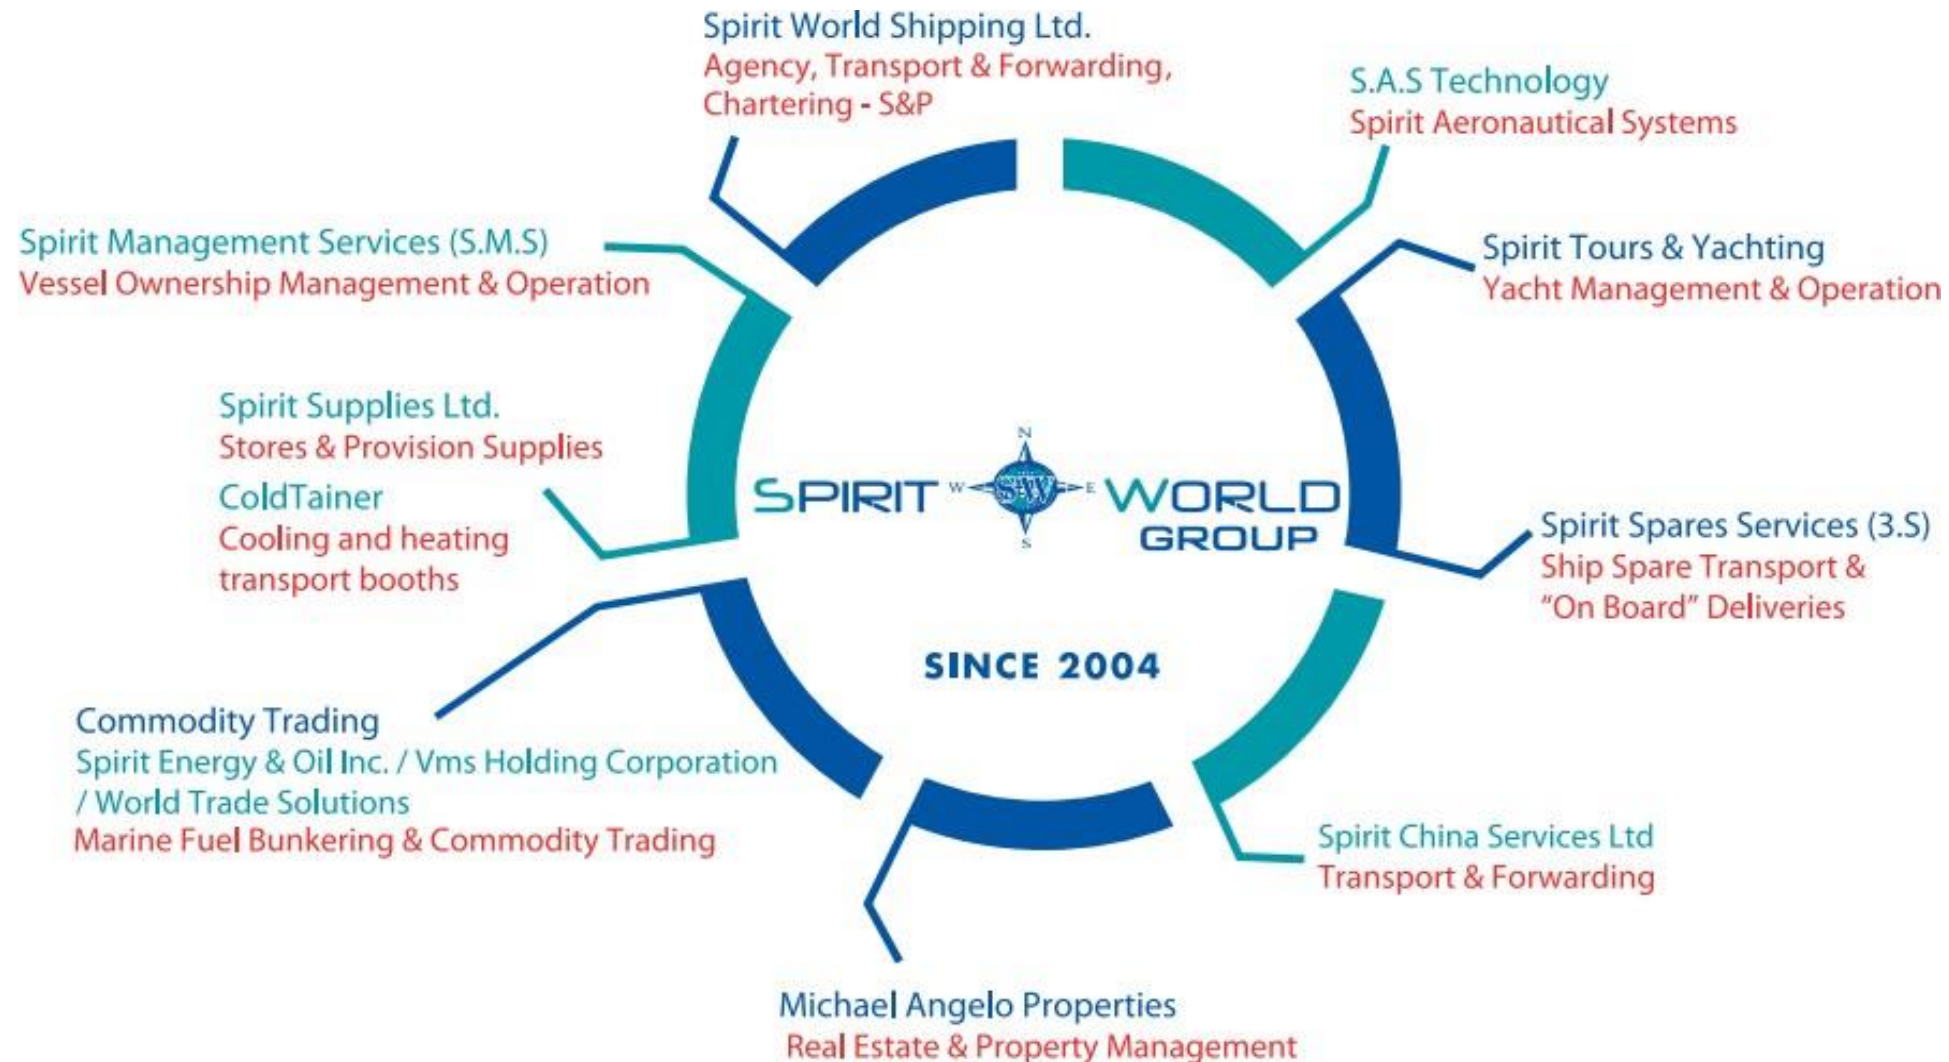 Spirit World Shipping Ltd.
Agency, Transport & Forwarding,
Chartering - S&P
S.A.S Technology
Spirit Aeronautical Systems
Spirit Management Services (S.M.S)
Vessel Ownership Management & Operation
Spirit Tours & Yachting
Yacht Management & Operation
Spirit Supplies Ltd.
Stores & Provision Supplies
ColdTainer
Cooling and heating
transport booths
N
SPIRIT W SW E WORLD
GROUP
S
SINCE 2004
Spirit Spares Services (3.S)
Ship Spare Transport &
“On Board” Deliveries
Commodity Trading
Spirit Energy & Oil Inc. / Vms Holding Corporation
/ World Trade Solutions
Marine Fuel Bunkering & Commodity Trading
Spirit China Services Ltd
Transport & Forwarding
Michael Angelo Properties
Real Estate & Property Management